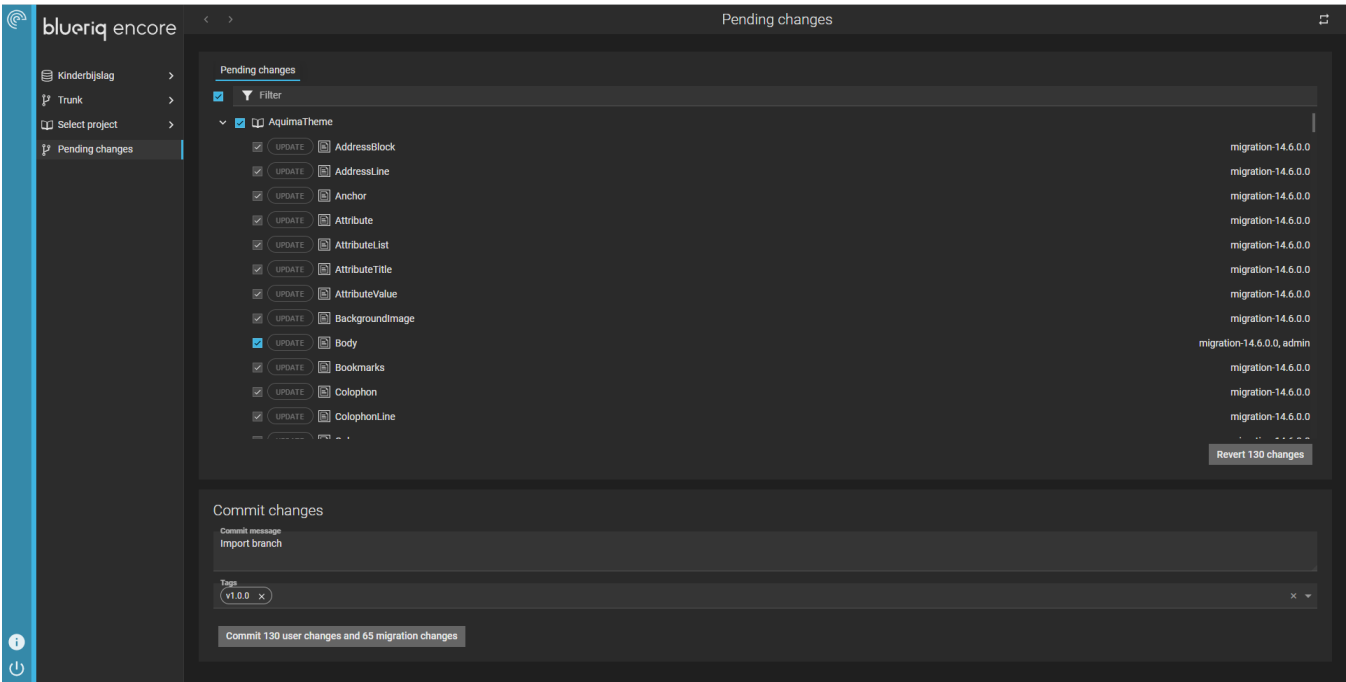 blueriq encore
Pending changes
Kinderbijslag
Trunk
Select project
Pending changes
Pending changes
Filter
AquimaTheme
UPDATE AddressBlock migration-14.6.0.0
UPDATE AddressLine migration-14.6.0.0
UPDATE Anchor migration-14.6.0.0
UPDATE Attribute migration-14.6.0.0
UPDATE AttributeList migration-14.6.0.0
UPDATE AttributeTitle migration-14.6.0.0
UPDATE AttributeValue migration-14.6.0.0
UPDATE BackgroundImage migration-14.6.0.0
UPDATE Body migration-14.6.0.0, admin
UPDATE Bookmarks migration-14.6.0.0
UPDATE Colophon migration-14.6.0.0
UPDATE ColophonLine migration-14.6.0.0
Revert 130 changes
Commit changes
Commit message
Import branch
Tags
v1.0.0
Commit 130 user changes and 65 migration changes